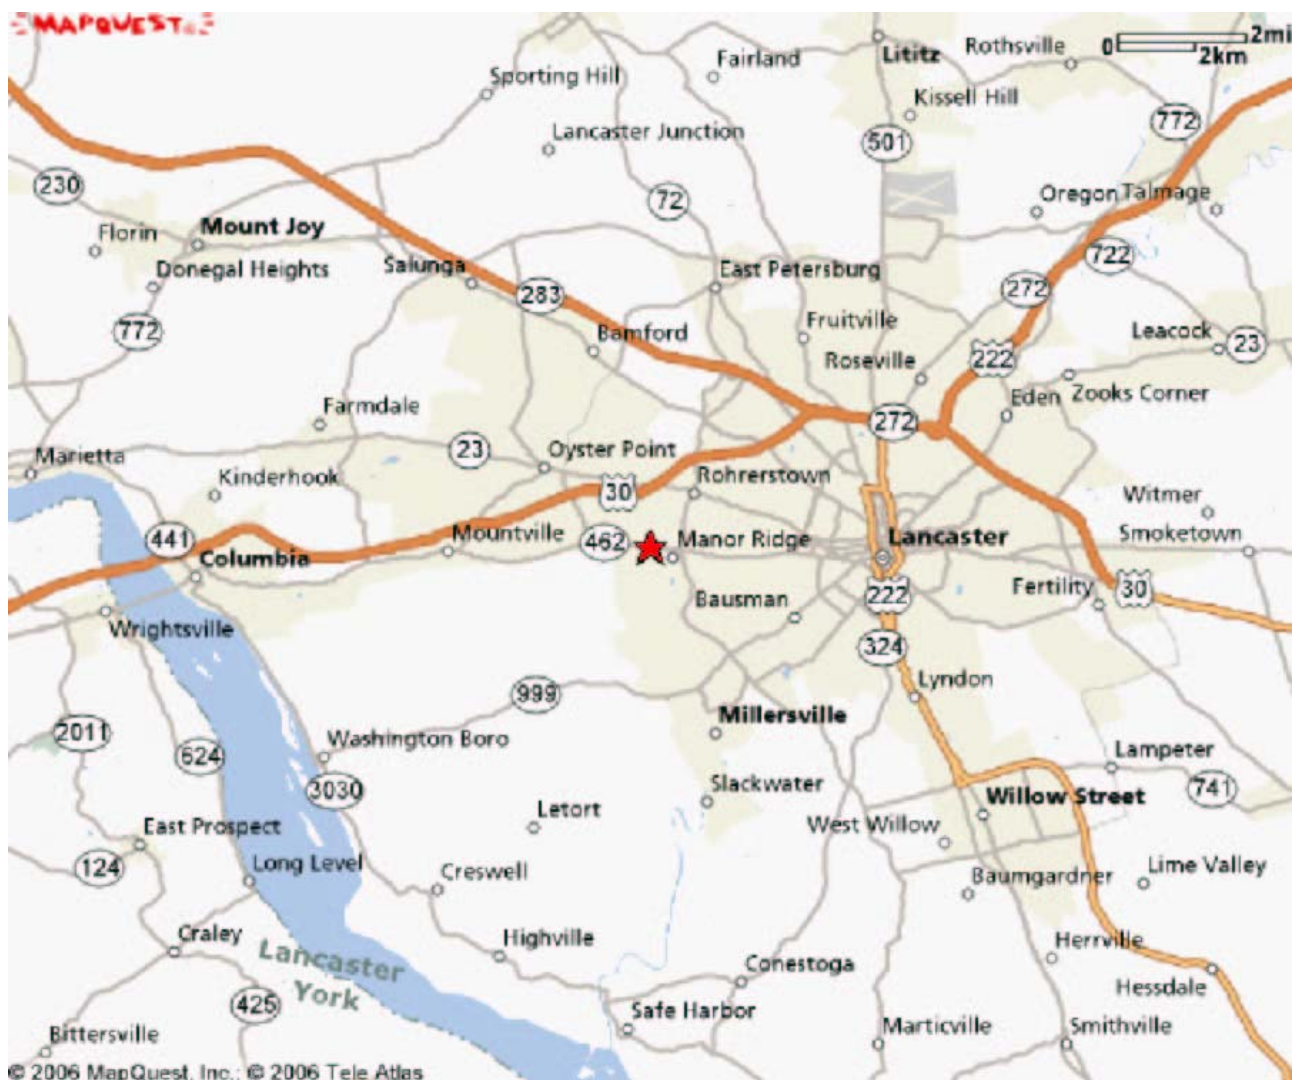 MAPQUEST
Lititz
Rothsville
0
2mi
2km
Fairland
Sporting Hill
Kissell Hill
772
Lancaster Junction
501
230
72
Oregon
Talmage
Florin
Mount Joy
722
Donegal Heights
Salunga
East Petersburg
283
272
772
Bamford
Fruitville
Leacock
23
222
Roseville
Eden
Zooks Corner
Farmdale
272
23
Oyster Point
Marietta
Kinderhook
30
Rohrerstown
Witmer
441
Mountville
462
Manor Ridge
Lancaster
Smoketown
Columbia
222
Fertility
30
Bausman
Wrightsville
324
999
Lyndon
Millersville
2011
624
Washington Boro
Lampeter
3030
Slackwater
741
Willow Street
Letort
West Willow
East Prospect
124
Long Level
Creswell
Baumgardner
Lime Valley
Craley
Highville
Herrville
Lancaster
York
Conestoga
Hessdale
425
Safe Harbor
Bittersville
Marticville
Smithville
© 2006 MapQuest, Inc.; © 2006 Tele Atlas